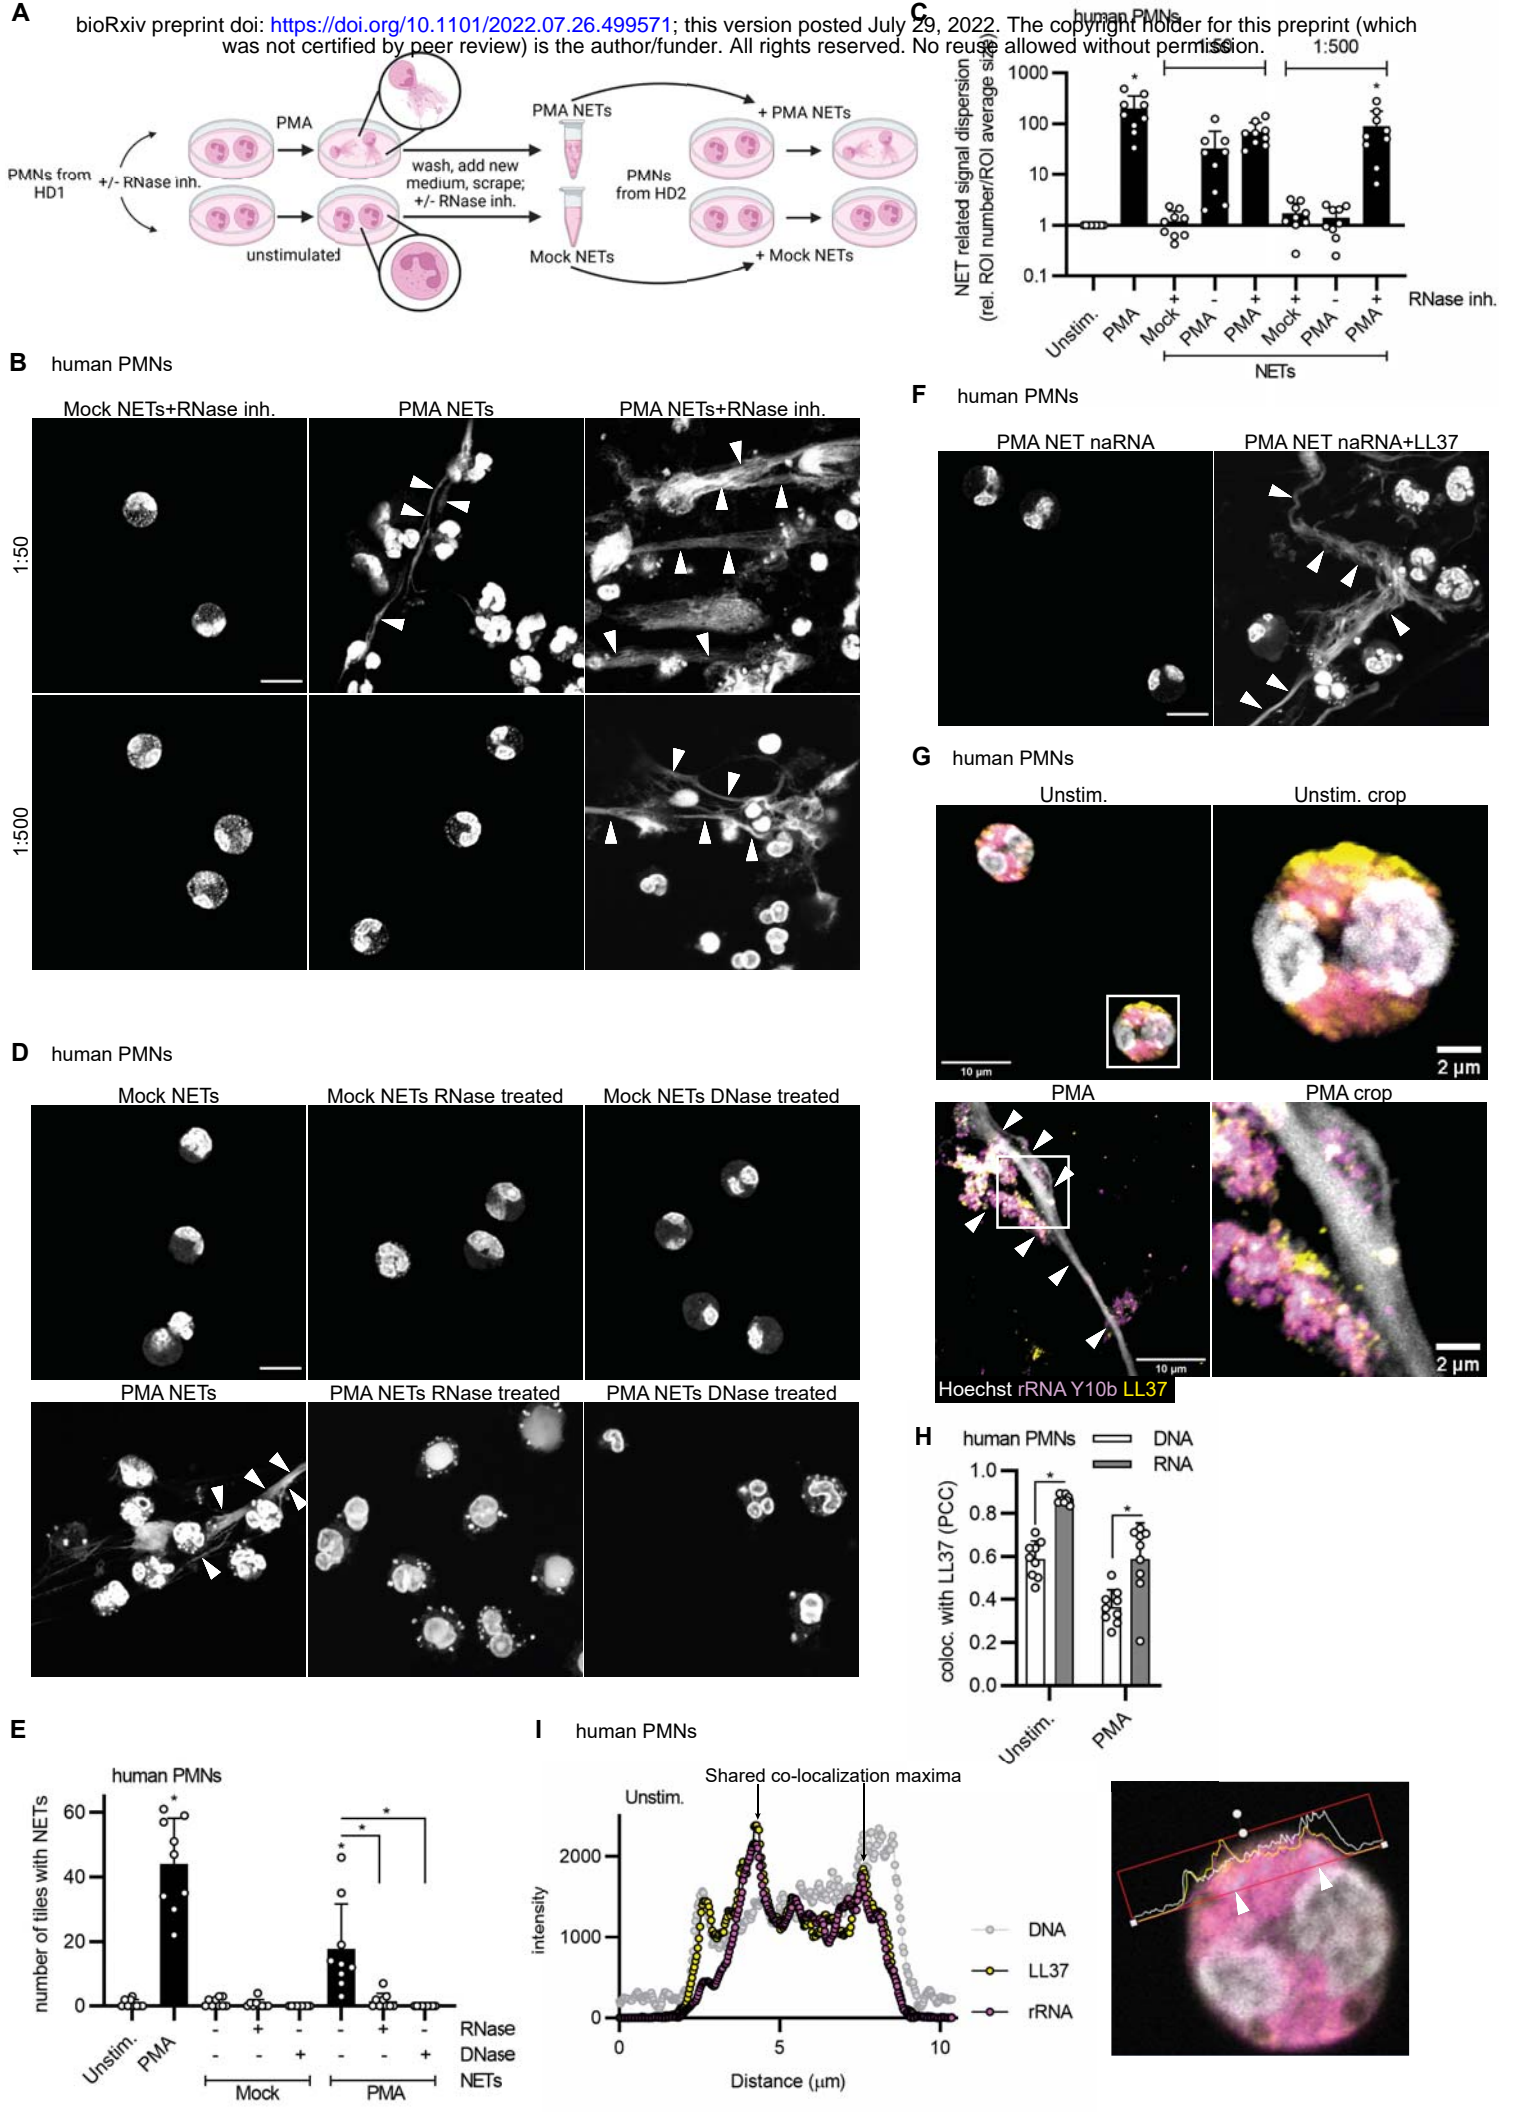 bioRxiv preprint doi: https://doi.org/10.1101/2022.07.26.499571; this version posted July 29, 2022. The copyright holder for this preprint (which
was not certified by peer review) is the author/funder. All rights reserved. No reuse allowed without permission.
A
PMNs from
HD1
+/- RNase inh.
PMA
unstimulated
wash, add new
medium, scrape;
+/- RNase inh.
PMA NETs
Mock NETs
PMNs
from HD2
+ PMA NETs
+ Mock NETs
C
human PMNs
1:50
1:500
NET related signal dispersion
(rel. ROI number/ROI average size)
1000
100
10
1
0.1
* *
+ - + + - + RNase inh.
Unstim. PMA Mock PMA PMA Mock PMA PMA
NETs
B human PMNs
Mock NETs+RNase inh. PMA NETs PMA NETs+RNase inh.
1:50
1:500
F human PMNs
PMA NET naRNA PMA NET naRNA+LL37
G human PMNs
Unstim. Unstim. crop
10 μm 2 μm
PMA PMA crop
10 μm 2 μm
Hoechst rRNA Y10b LL37
D human PMNs
Mock NETs Mock NETs RNase treated Mock NETs DNase treated
PMA NETs PMA NETs RNase treated PMA NETs DNase treated
H human PMNs
DNA
RNA
coloc. with LL37 (PCC)
1.0
0.8
0.6
0.4
0.2
0.0
* *
Unstim. PMA
E
human PMNs
number of tiles with NETs
60
40
20
0
* * * *
- + - - + - RNase
- - + - - + DNase
Unstim. PMA Mock PMA NETs
I human PMNs
Shared co-localization maxima
Unstim.
intensity
2000
1000
0
0 5 10
Distance (μm)
DNA
LL37
rRNA